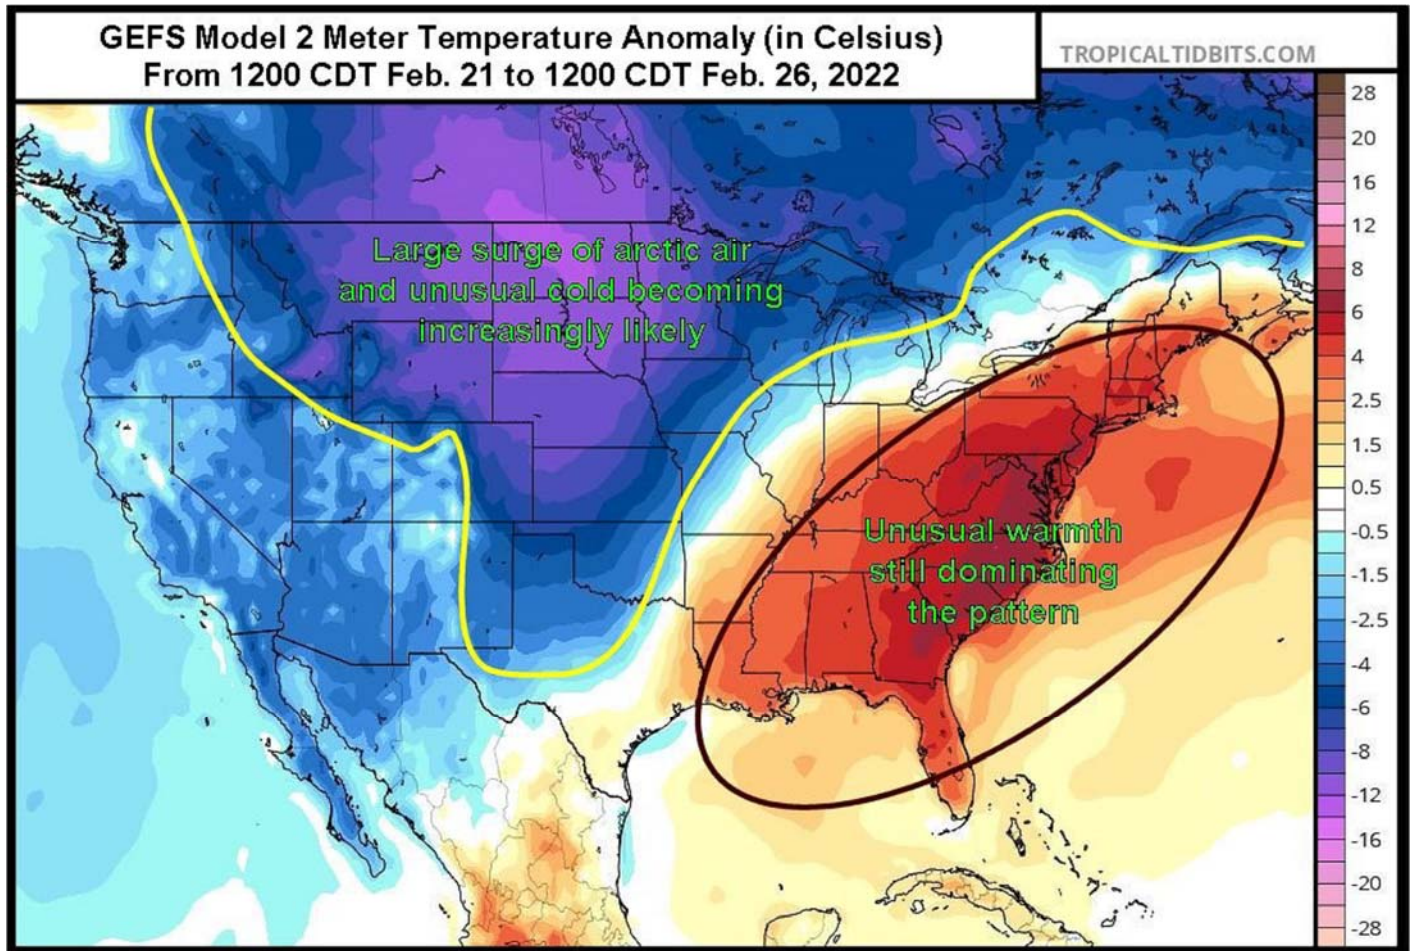 GEFS Model 2 Meter Temperature Anomaly (in Celsius)
From 1200 CDT Feb. 21 to 1200 CDT Feb. 26, 2022
TROPICALTIDBITS.COM
Large surge of arctic air
and unusual cold becoming
increasingly likely
Unusual warmth
still dominating
the pattern
28
20
16
12
8
6
4
2.5
1.5
0.5
-0.5
-1.5
-2.5
-4
-6
-8
-12
-16
-20
-28